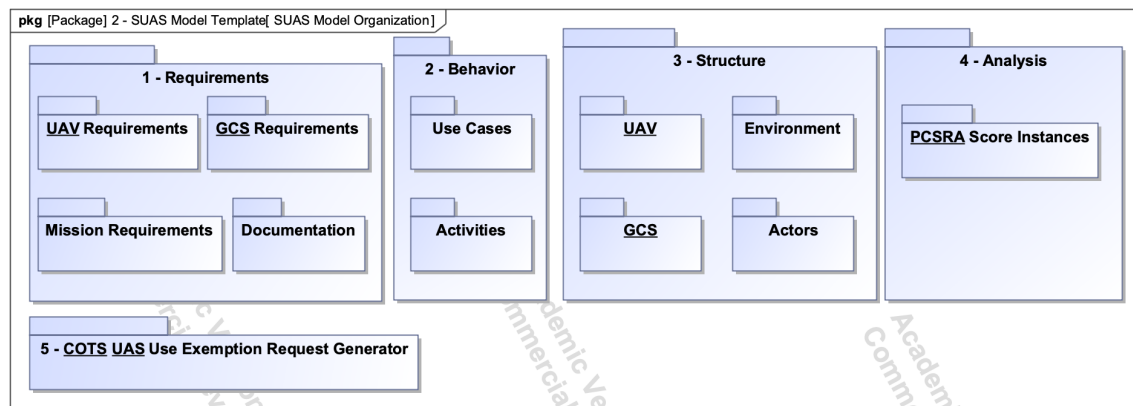 pkg [Package] 2 - SUAS Model Template[ SUAS Model Organization]
1 - Requirements
UAV Requirements
GCS Requirements
Mission Requirements
Documentation
2 - Behavior
Use Cases
Activities
3 - Structure
UAV
Environment
GCS
Actors
4 - Analysis
PCSRA Score Instances
5 - COTS UAS Use Exemption Request Generator